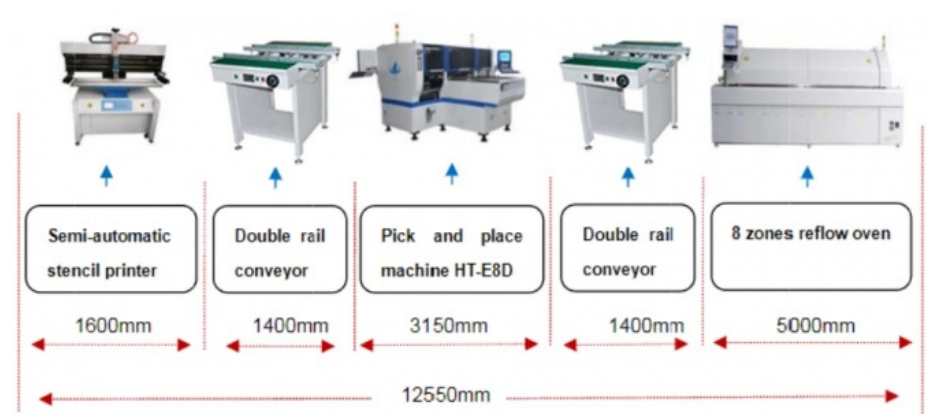 Semi-automatic
stencil printer
Double rail
conveyor
Pick and place
machine HT-E8D
Double rail
conveyor
8 zones reflow oven
1600mm
1400mm
3150mm
1400mm
5000mm
12550mm